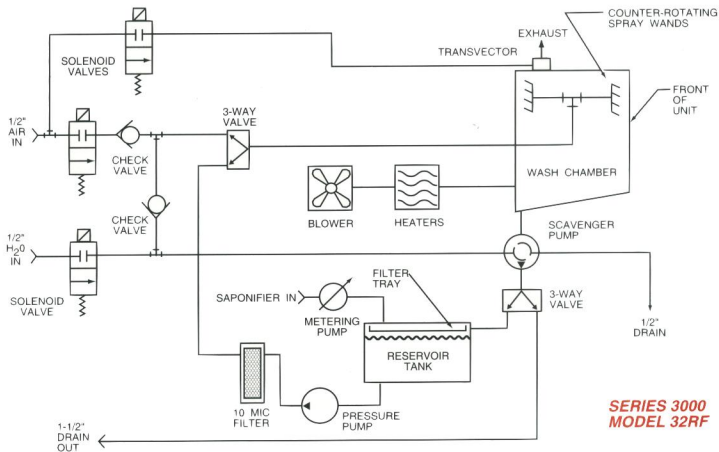 COUNTER-ROTATING
SPRAY WANDS
EXHAUST
TRANSVECTOR
SOLENOID
VALVES
FRONT
OF
UNIT
1/2"
AIR
IN
3-WAY
VALVE
CHECK
VALVE
WASH CHAMBER
CHECK
VALVE
BLOWER
HEATERS
SCAVENGER
PUMP
1/2"
H20
IN
SOLENOID
VALVE
SAPONIFIER IN
FILTER
TRAY
METERING
PUMP
3-WAY
VALVE
1/2"
DRAIN
RESERVOIR
TANK
10 MIC
FILTER
PRESSURE
PUMP
1-1/2"
DRAIN
OUT
SERIES 3000
MODEL 32RF